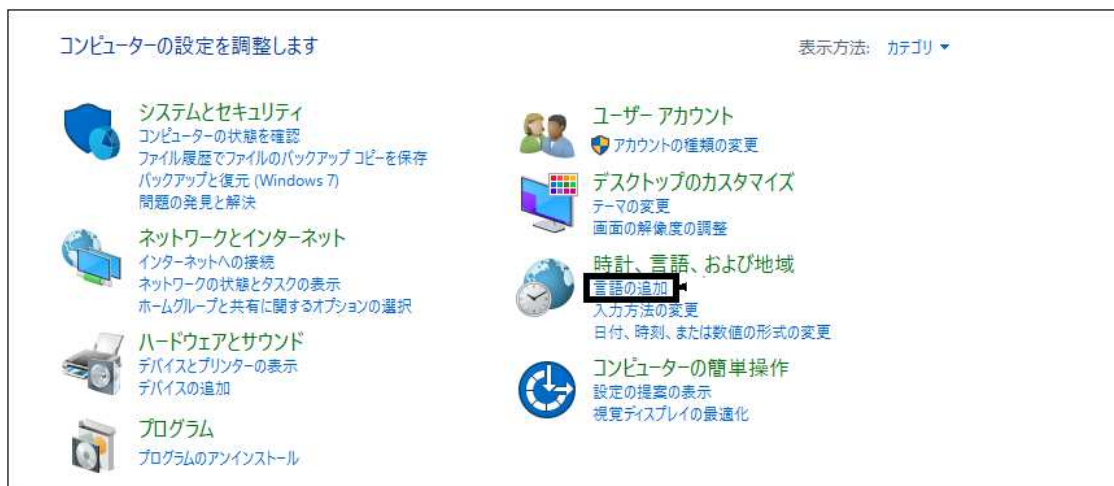 コンピューターの設定を調整します
表示方法: カテゴリ
システムとセキュリティ
コンピューターの状態を確認
ファイル履歴でファイルのバックアップ コピーを保存
バックアップと復元 (Windows 7)
問題の発見と解決
ネットワークとインターネット
インターネットへの接続
ネットワークの状態とタスクの表示
ホームグループと共有に関するオプションの選択
ハードウェアとサウンド
デバイスとプリンターの表示
デバイスの追加
プログラム
プログラムのアンインストール
ユーザー アカウント
アカウントの種類の変更
デスクトップのカスタマイズ
テーマの変更
画面の解像度の調整
時計、言語、および地域
言語の追加
入力方法の変更
日付、時刻、または数値の形式の変更
コンピューターの簡単操作
設定の提案の表示
視覚ディスプレイの最適化